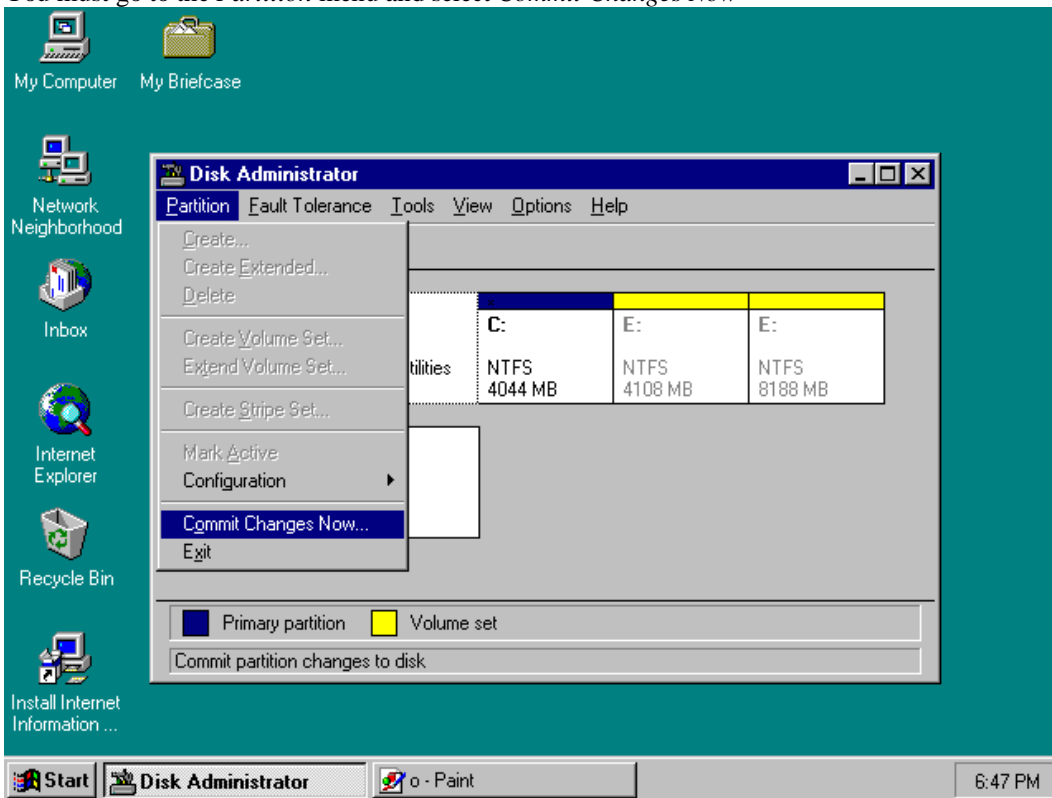 You must go to the Partition menu and select Commit Changes Now
My Computer
My Briefcase
Network
Neighborhood
Inbox
Internet
Explorer
Recycle Bin
Install Internet
Information ...
Disk Administrator
Partition Fault Tolerance Tools View Options Help
Create...
Create Extended...
Delete
Create Volume Set...
Extend Volume Set...
Create Stripe Set...
Mark Active
Configuration
Commit Changes Now...
Exit
tilities
C:
NTFS
4044 MB
E:
NTFS
4108 MB
E:
NTFS
8188 MB
Primary partition Volume set
Commit partition changes to disk
Start Disk Administrator o - Paint 6:47 PM